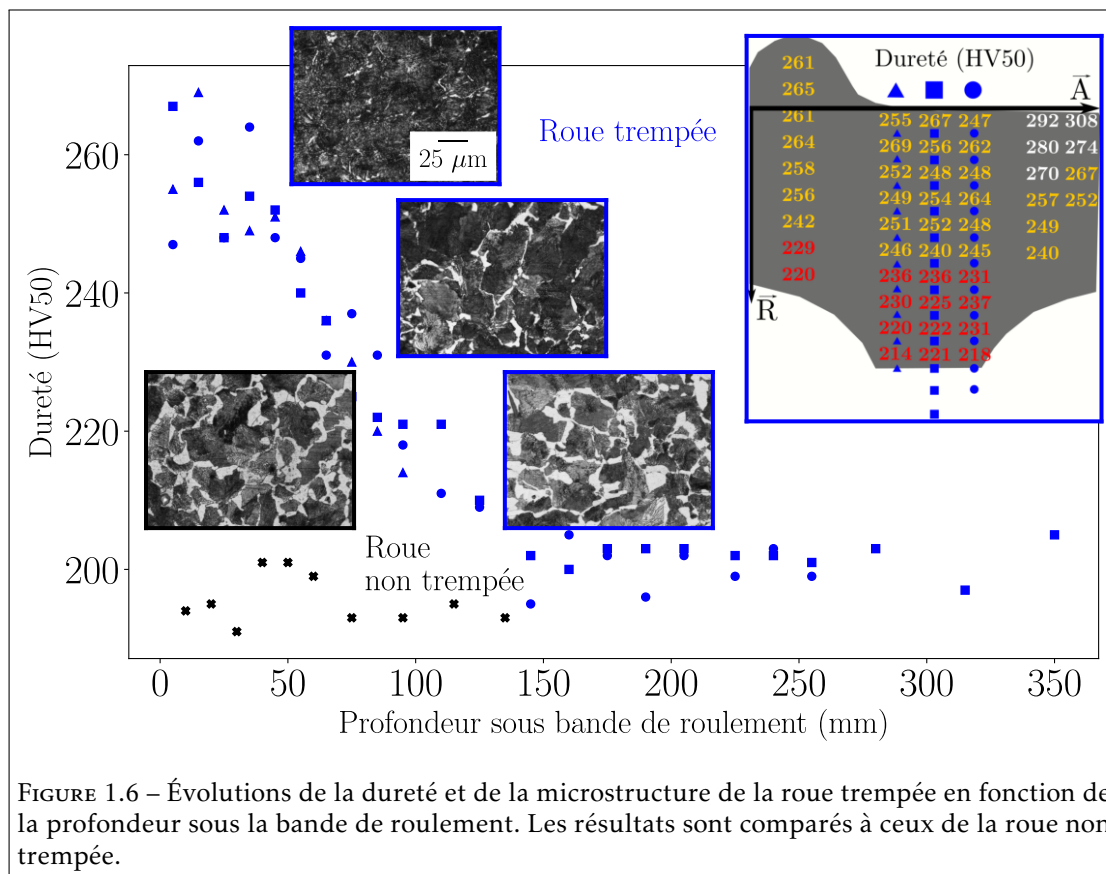 Dureté (HV50)
260
240
220
200
0 50 100 150 200 250 300 350
Profondeur sous bande de roulement (mm)
25 μm
Roue trempée
Roue
non trempée
Dureté (HV50)
A
R
261
265
261 255 267 247 292 308
264 269 256 262 280 274
258 252 248 248 270 267
256 249 254 264 257 252
242 251 252 248 249
229 246 240 245 240
220 236 236 231
230 225 237
220 222 231
214 221 218
FIGURE 1.6 – Évolutions de la dureté et de la microstructure de la roue trempée en fonction de
la profondeur sous la bande de roulement. Les résultats sont comparés à ceux de la roue non
trempée.